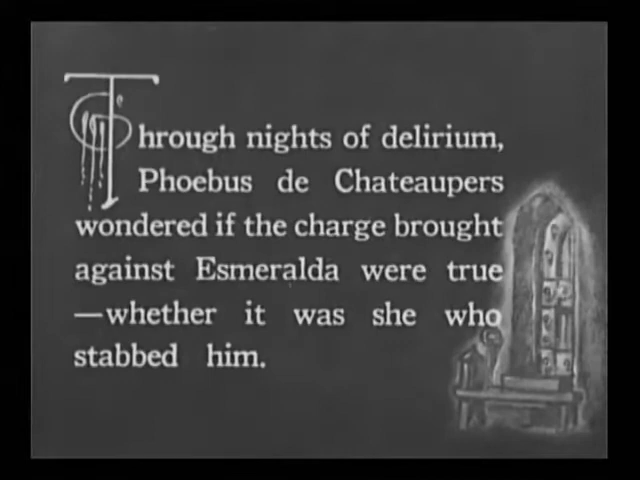 Through nights of delirium,
Phoebus de Chateaupers
wondered if the charge brought
against Esmeralda were true
—whether it was she who
stabbed him.